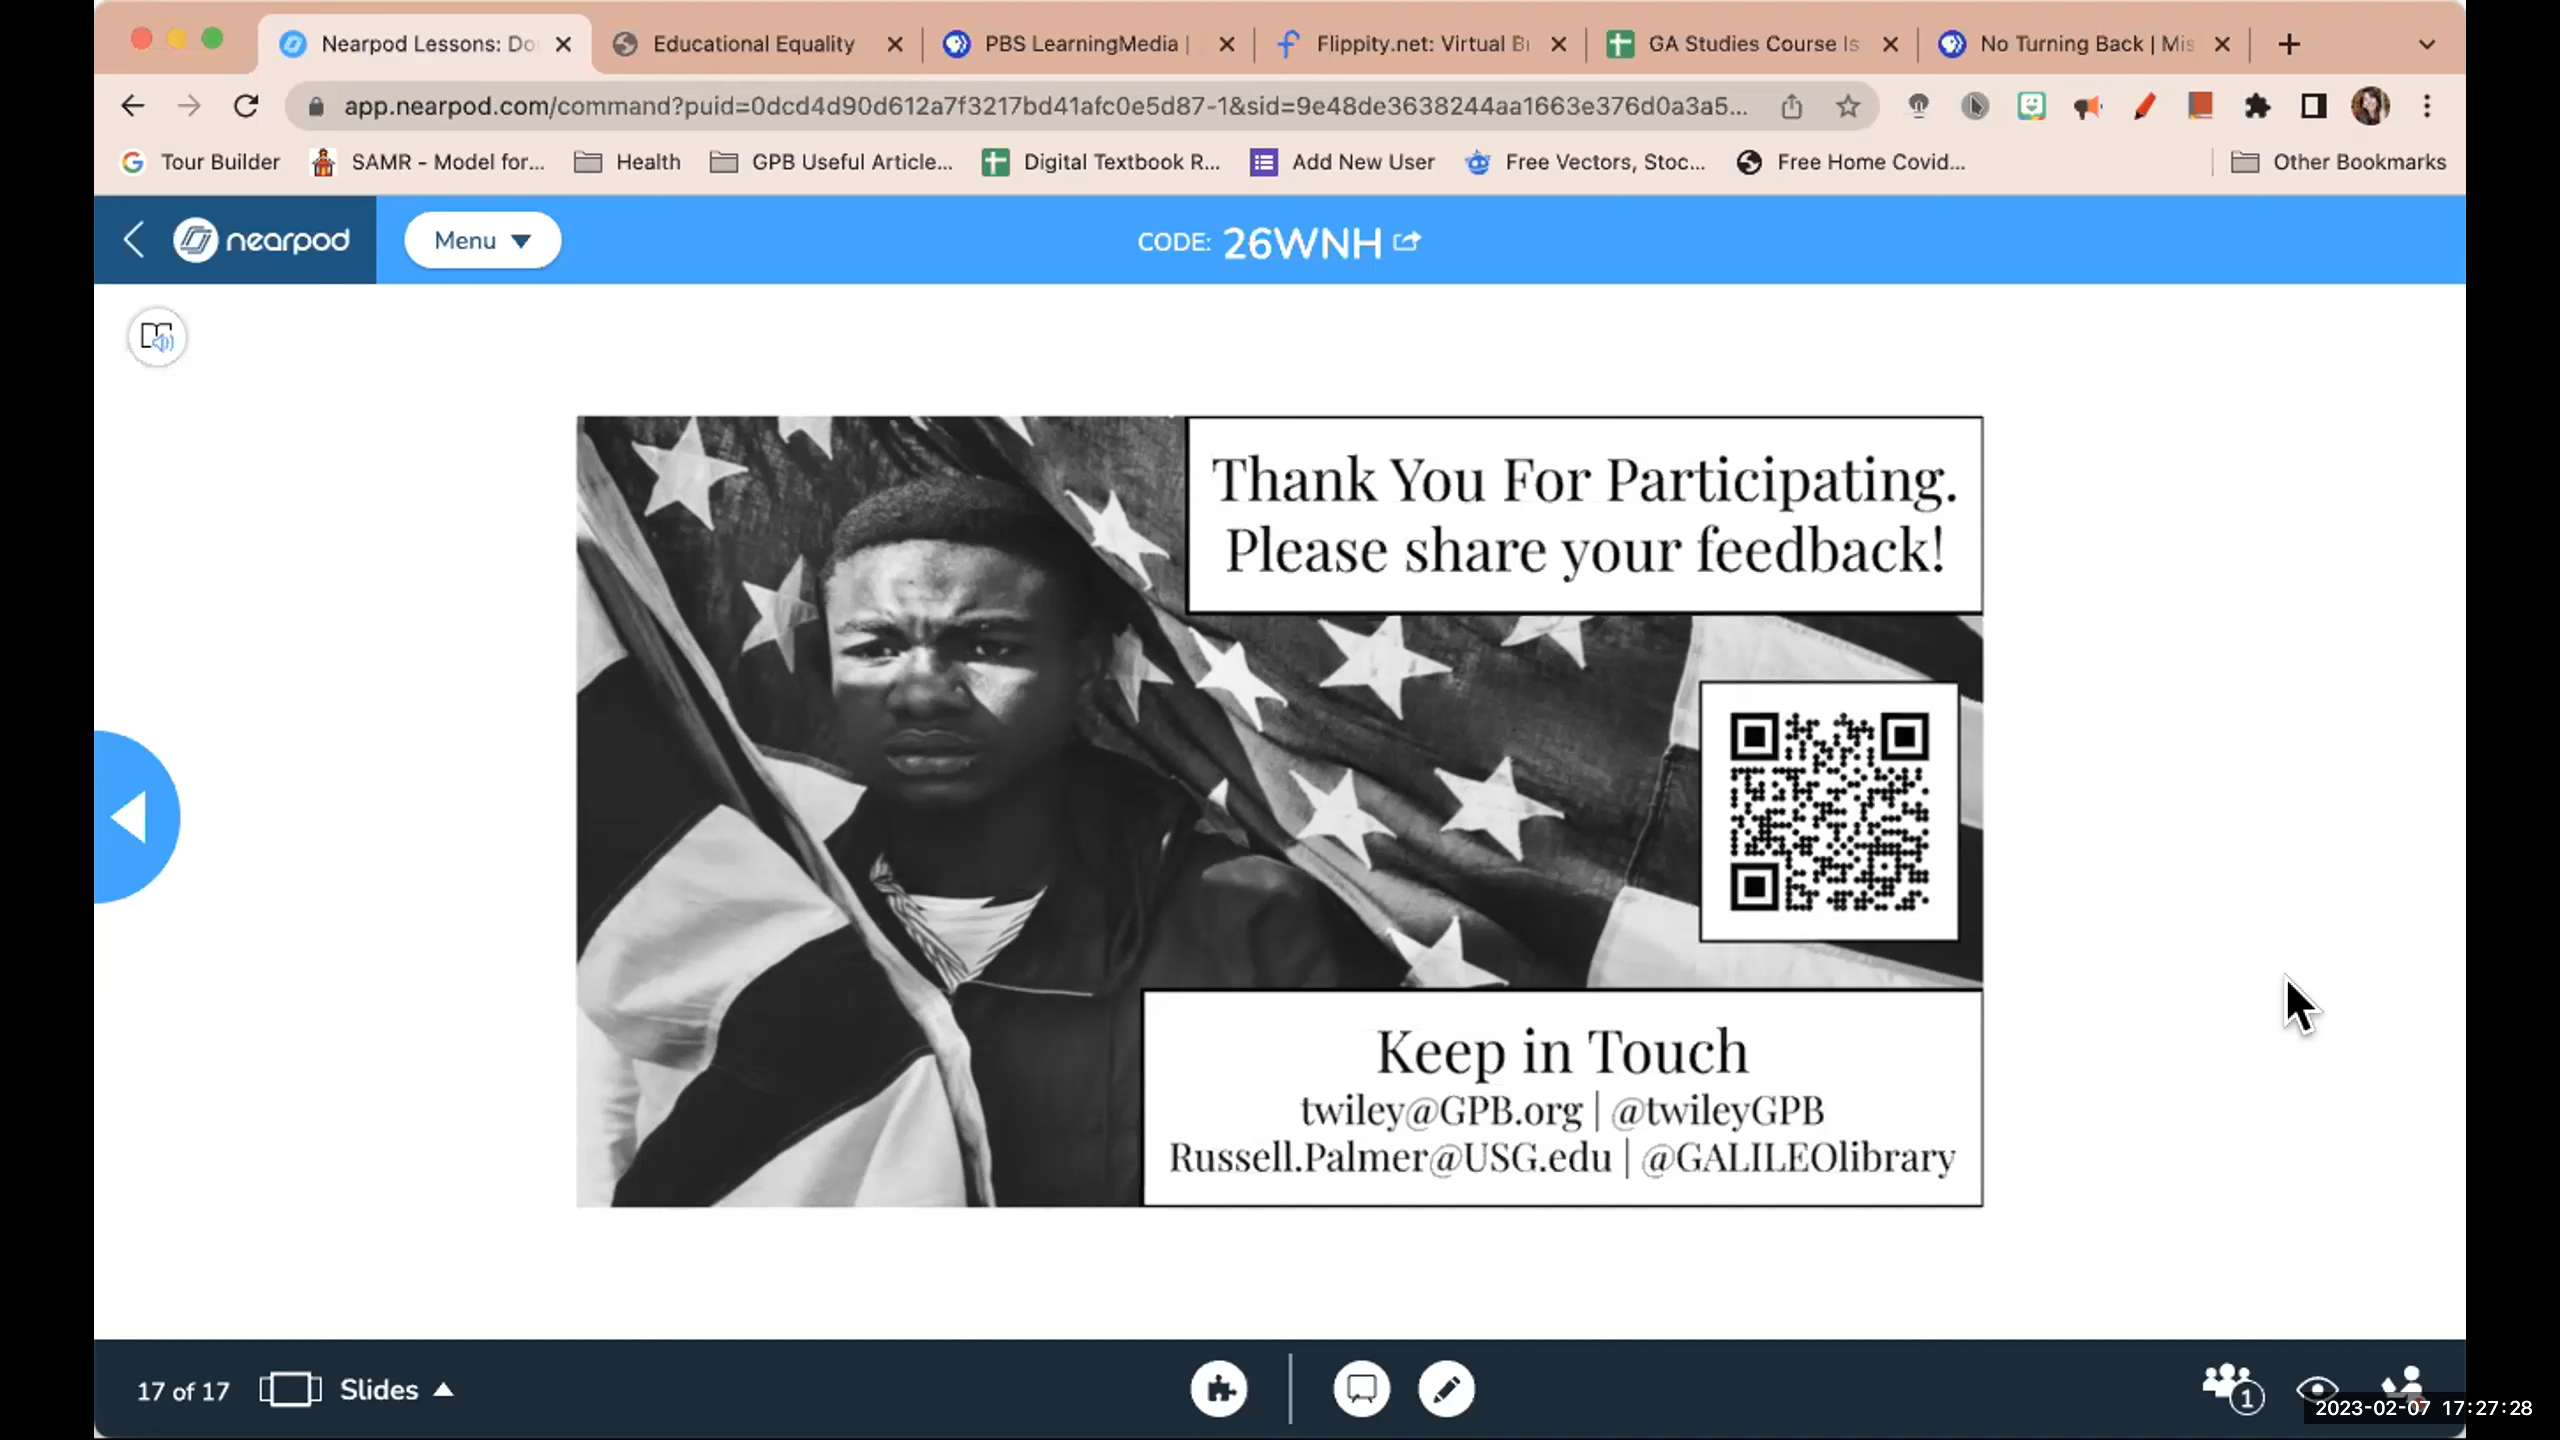 Nearpod Lessons: Do
Educational Equality
PBS LearningMedia |
Flippity.net: Virtual Br
GA Studies Course Is
No Turning Back | Mis
app.nearpod.com/command?puid=0dcd4d90d612a7f3217bd41afc0e5d87-1&sid=9e48de3638244aa1663e376d0a3a5...
Tour Builder
SAMR - Model for...
Health
GPB Useful Article...
Digital Textbook R...
Add New User
Free Vectors, Stoc...
Free Home Covid...
Other Bookmarks
nearpod
Menu
CODE: 26WNH
Thank You For Participating.
Please share your feedback!
Keep in Touch
twiley@GPB.org | @twileyGPB
Russell.Palmer@USG.edu | @GALILEOlibrary
17 of 17
Slides
1
2023-02-07 17:27:28